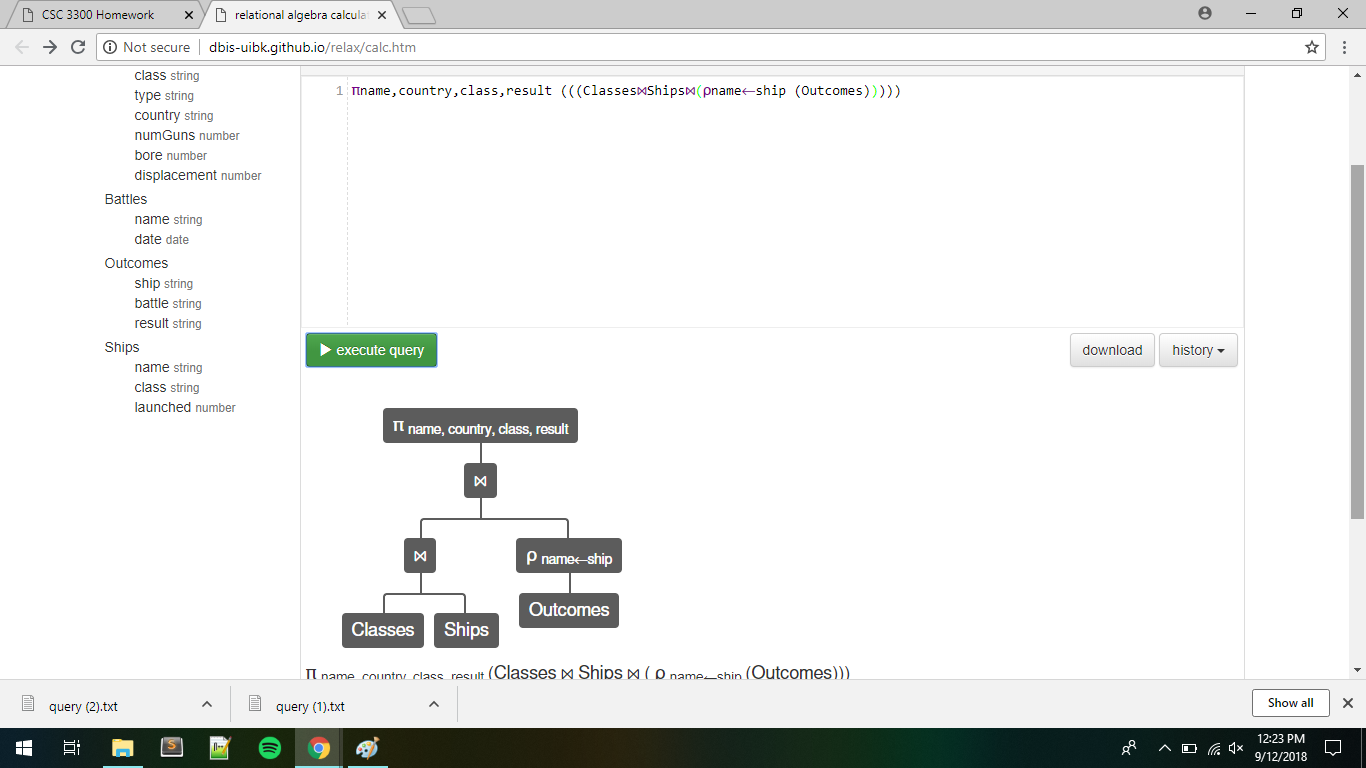 CSC 3300 Homework
relational algebra calcula
Not secure | dbis-uibk.github.io/relax/calc.htm
class string
type string
country string
numGuns number
bore number
displacement number
Battles
name string
date date
Outcomes
ship string
battle string
result string
Ships
name string
class string
launched number
1 πname,country,class,result (((Classes⋈Ships⋈(ρname←ship (Outcomes)))))
execute query
download
history
π name, country, class, result
⋈
⋈
ρ name←ship
Classes
Ships
Outcomes
π name, country, class, result (Classes ⋈ Ships ⋈ ( ρ name←ship (Outcomes)))
query (2).txt
query (1).txt
Show all
12:23 PM
9/12/2018